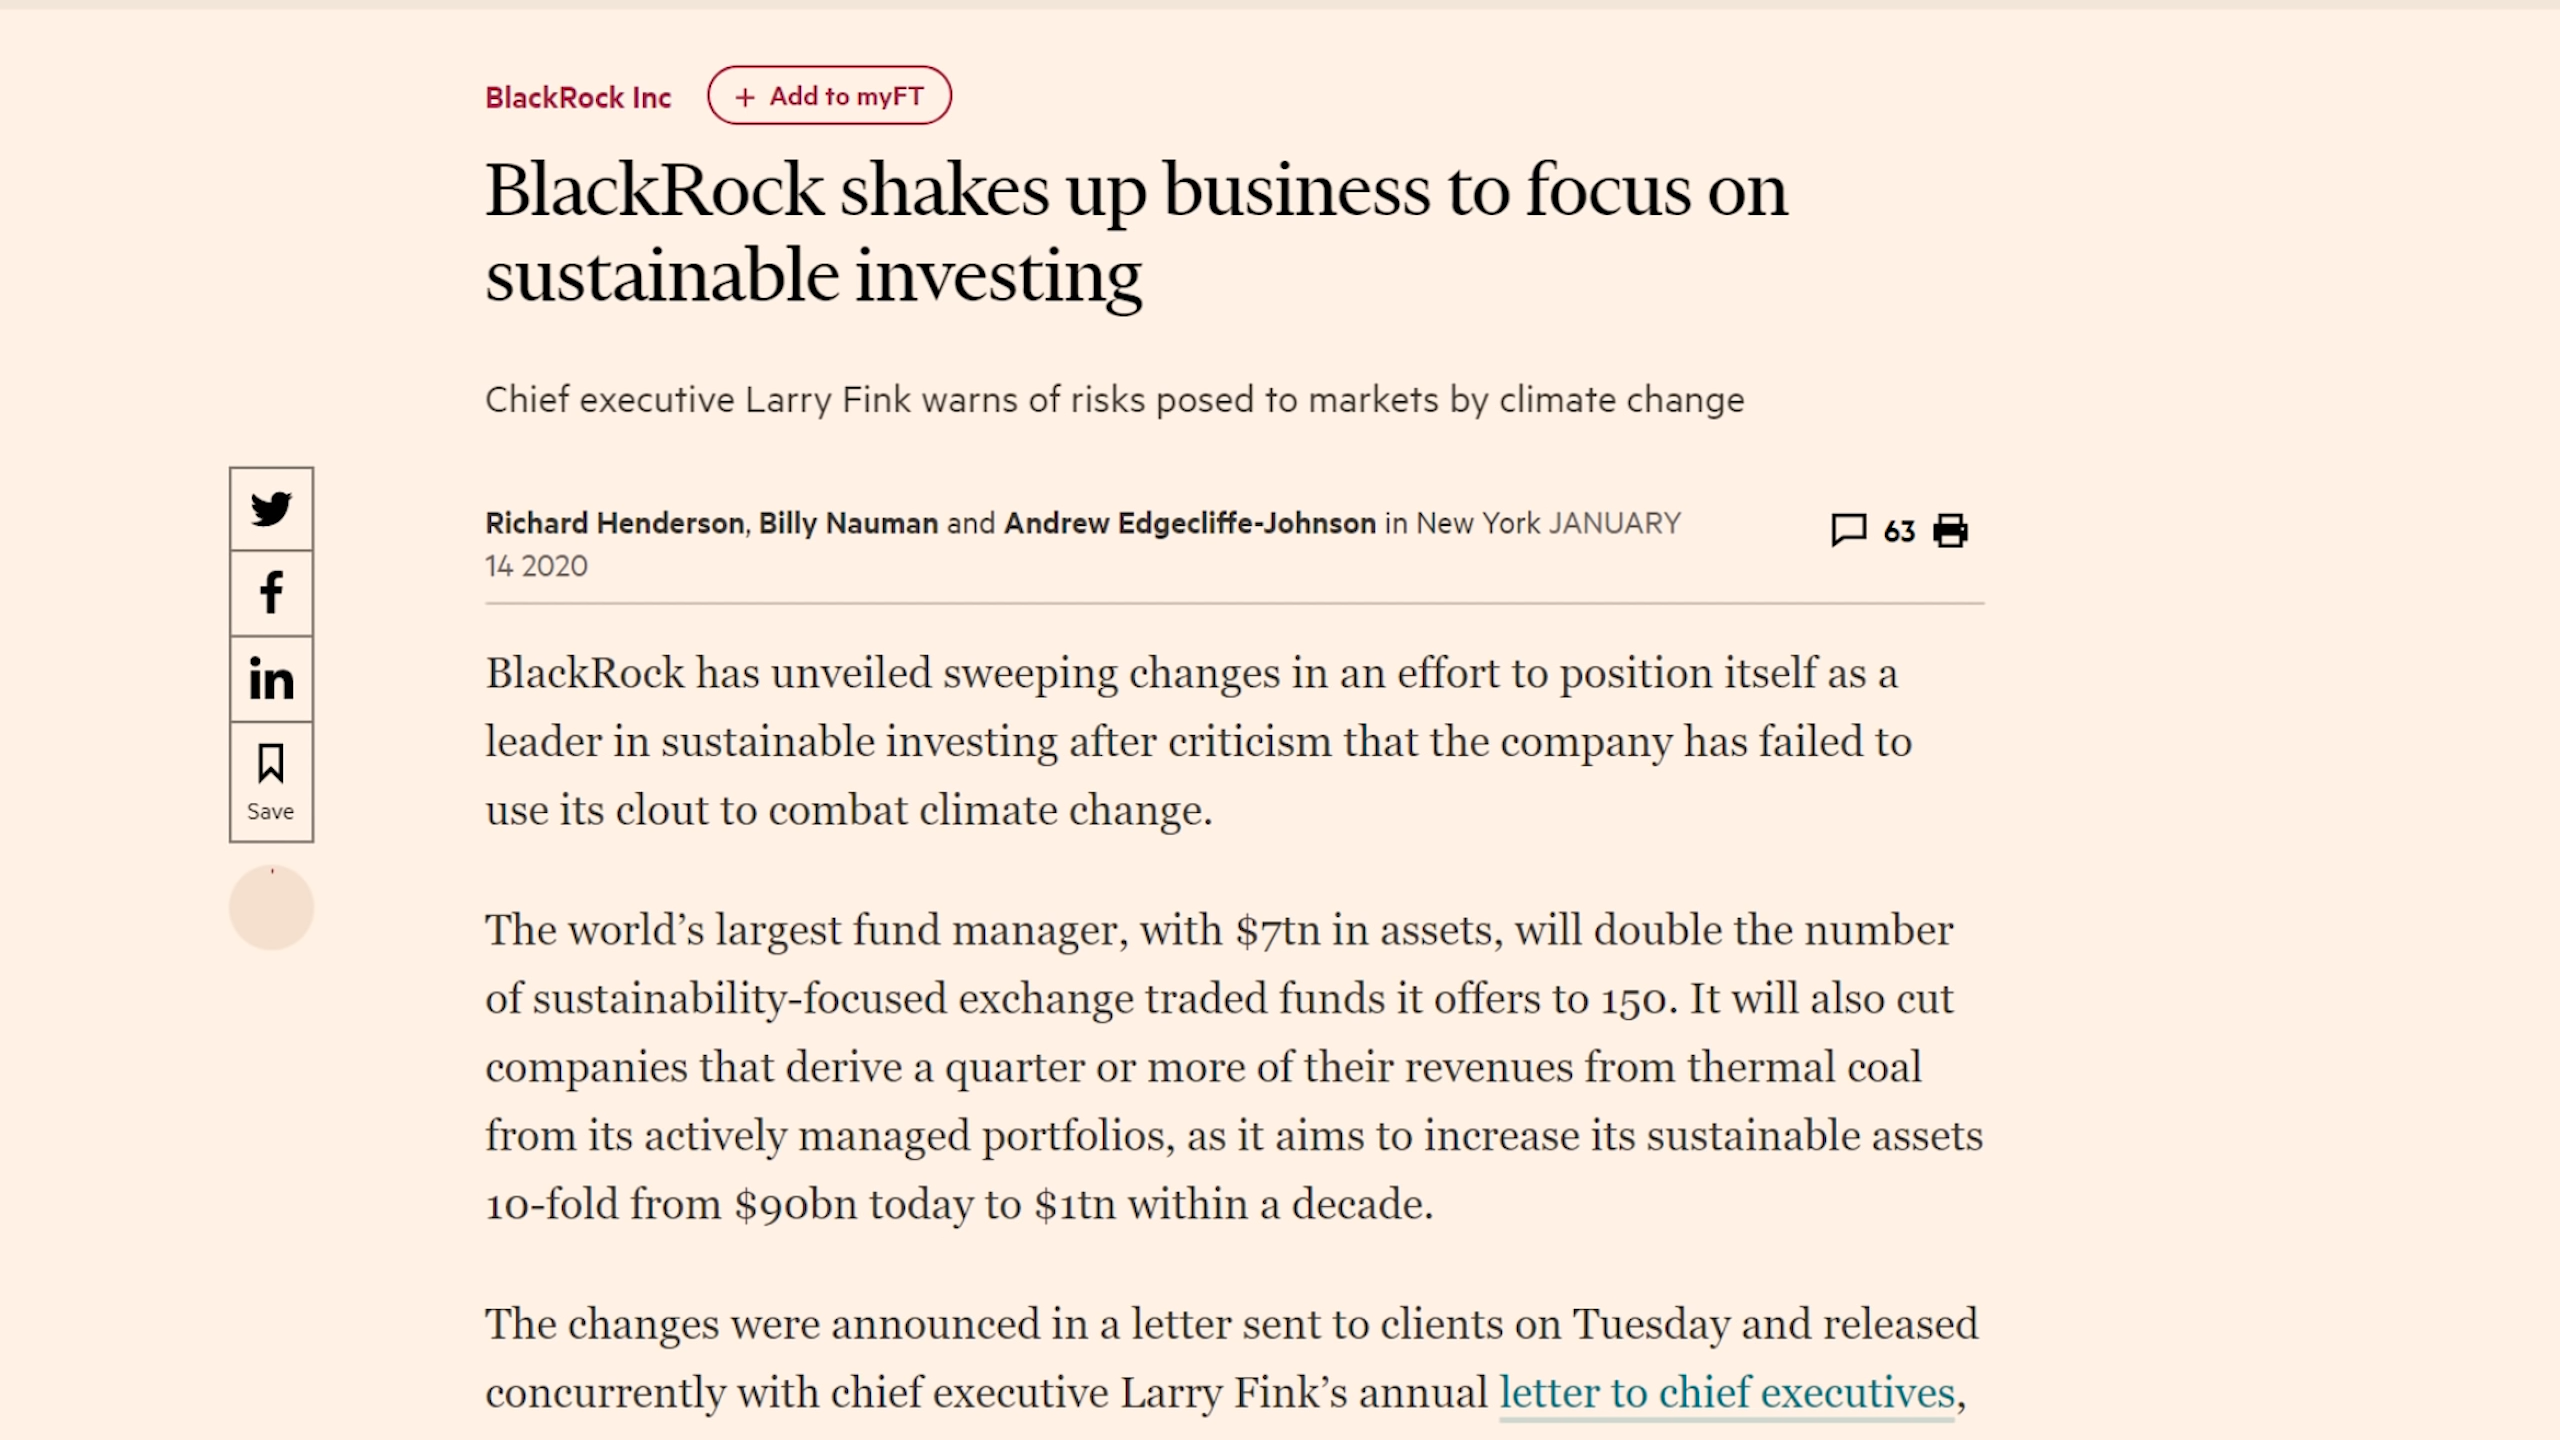 BlackRock Inc + Add to myFT
BlackRock shakes up business to focus on
sustainable investing
Chief executive Larry Fink warns of risks posed to markets by climate change
Richard Henderson, Billy Nauman and Andrew Edgecliffe-Johnson in New York JANUARY
14 2020
63
f
in
Save
BlackRock has unveiled sweeping changes in an effort to position itself as a
leader in sustainable investing after criticism that the company has failed to
use its clout to combat climate change.
The world’s largest fund manager, with $7tn in assets, will double the number
of sustainability-focused exchange traded funds it offers to 150. It will also cut
companies that derive a quarter or more of their revenues from thermal coal
from its actively managed portfolios, as it aims to increase its sustainable assets
10-fold from $90bn today to $1tn within a decade.
The changes were announced in a letter sent to clients on Tuesday and released
concurrently with chief executive Larry Fink’s annual letter to chief executives,